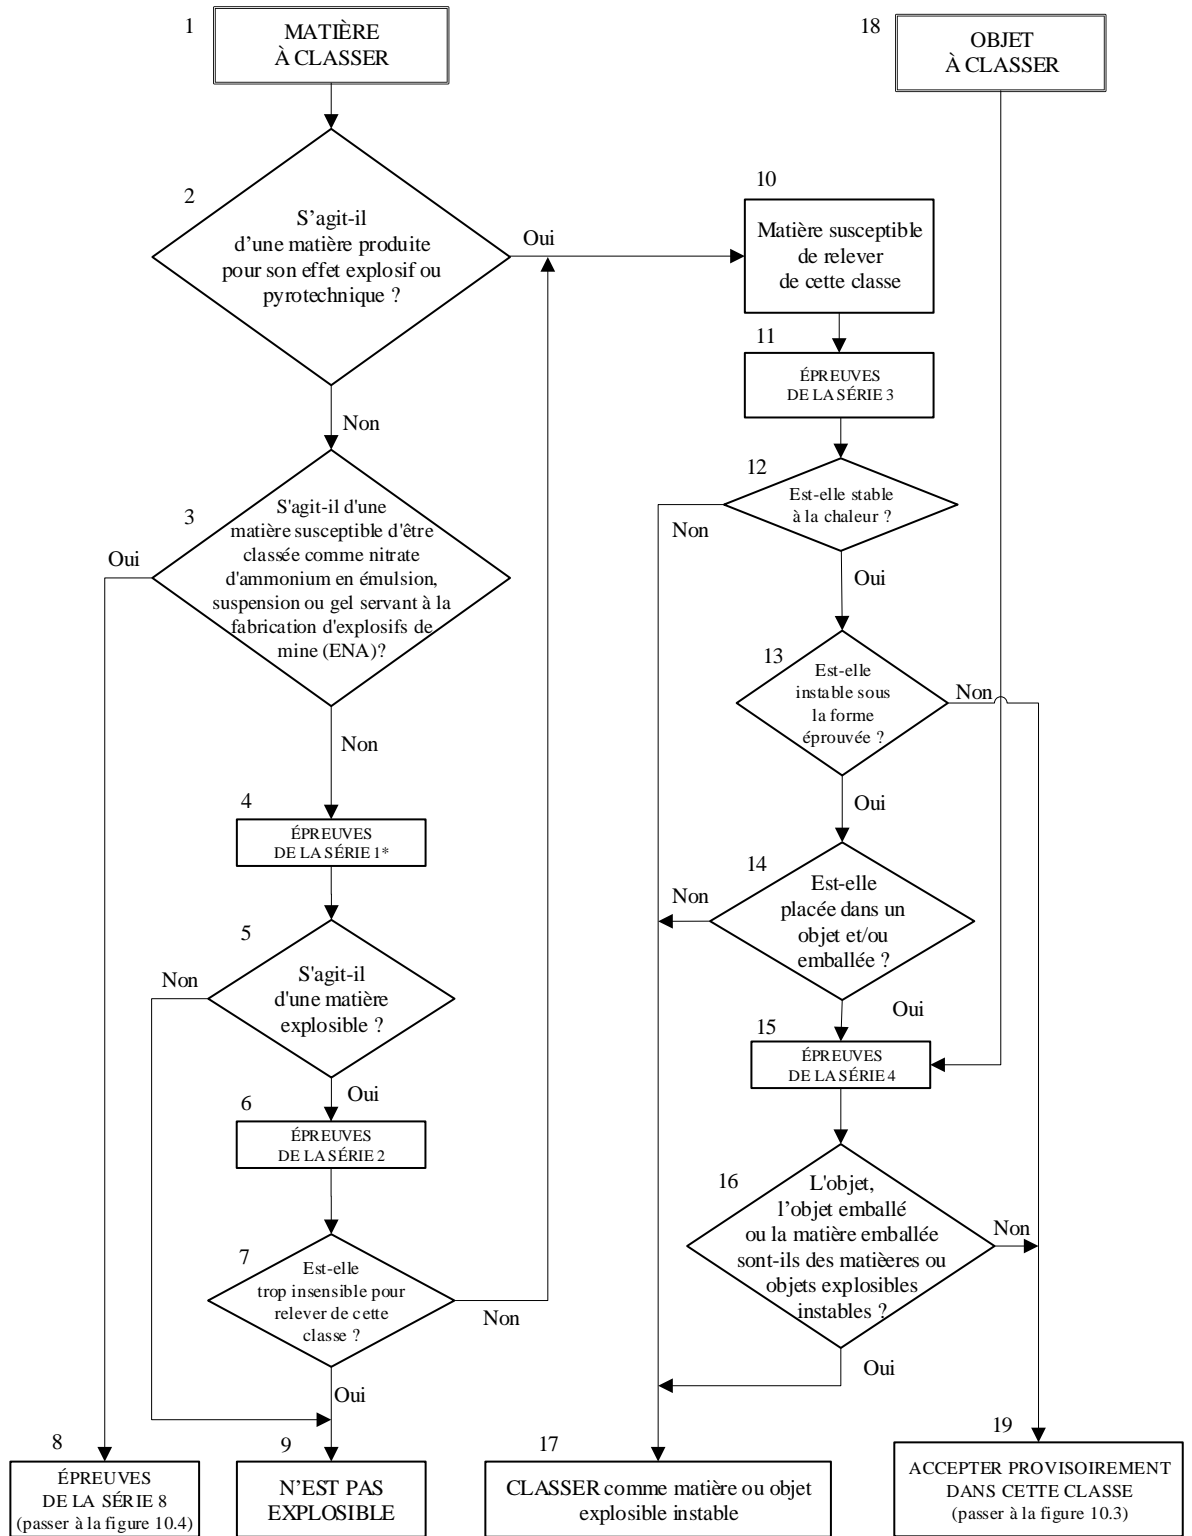 1
MATIÈRE
À CLASSER
2
S’agit-il
d’une matière produite
pour son effet explosif ou
pyrotechnique ?
Oui
Non
3
S'agit-il d'une
matière susceptible d'être
classée comme nitrate
d'ammonium en émulsion,
suspension ou gel servant à la
fabrication d'explosifs de
mine (ENA)?
Oui
Non
4
ÉPREUVES
DE LA SÉRIE 1*
5
S'agit-il
d'une matière
explosible ?
Non
Oui
6
ÉPREUVES
DE LA SÉRIE 2
7
Est-elle
trop insensible pour
relever de cette
classe ?
Non
Oui
8
ÉPREUVES
DE LA SÉRIE 8
(passer à la figure 10.4)
9
N’EST PAS
EXPLOSIBLE
10
Matière susceptible
de relever
de cette classe
11
ÉPREUVES
DE LA SÉRIE 3
12
Est-elle stable
à la chaleur ?
Non
Oui
13
Est-elle
instable sous
la forme
éprouvée ?
Non
Oui
14
Est-elle
placée dans un
objet et/ou
emballée ?
Non
Oui
15
ÉPREUVES
DE LA SÉRIE 4
16
L'objet,
l’objet emballé
ou la matière emballée
sont-ils des matièeres ou
objets explosibles
instables ?
Non
Oui
17
CLASSER comme matière ou objet
explosible instable
18
OBJET
À CLASSER
19
ACCEPTER PROVISOIREMENT
DANS CETTE CLASSE
(passer à la figure 10.3)